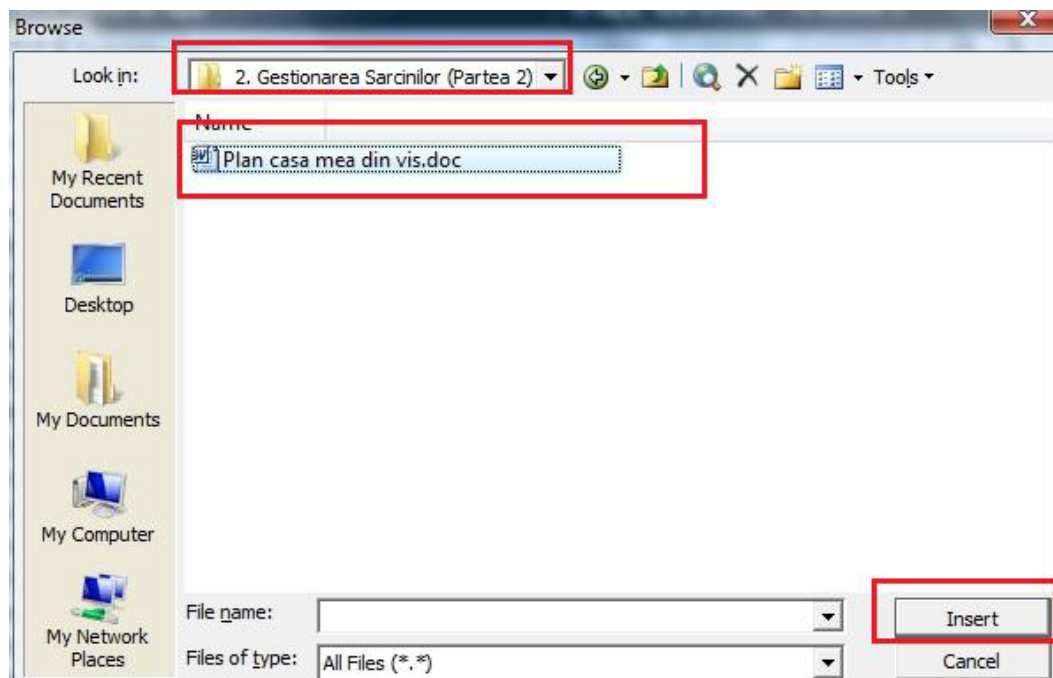 Browse
Look in:
2. Gestionarea Sarcinilor (Partea 2)
Tools
Name
Plan casa mea din vis.doc
My Recent
Documents
Desktop
My Documents
My Computer
My Network
Places
File name:
Insert
Files of type:
All Files (*.*)
Cancel